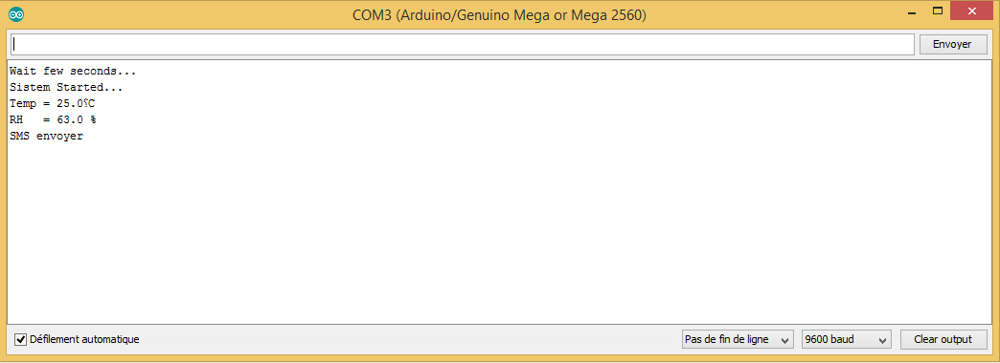 COM3 (Arduino/Genuino Mega or Mega 2560)
Envoyer
Wait few seconds...
Sistem Started...
Temp = 25.0⸮C
RH   = 63.0 %
SMS envoyer
Défilement automatique
Pas de fin de ligne
9600 baud
Clear output